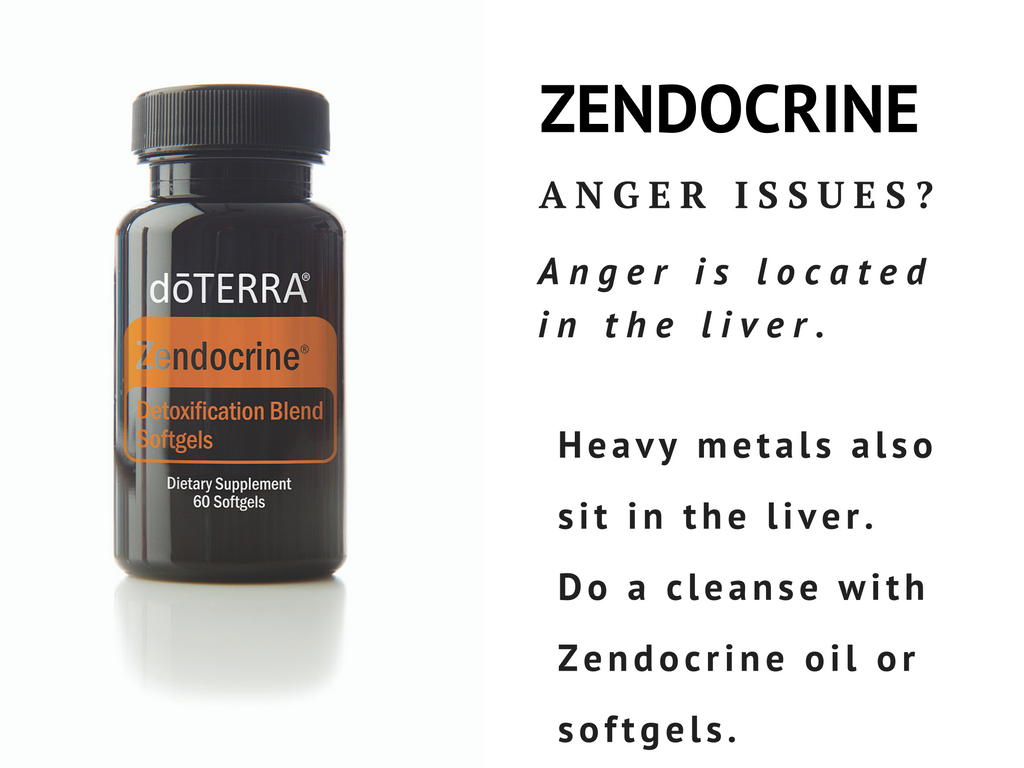 dōTERRA®
Zendocrine®
Detoxification Blend
Softgels
Dietary Supplement
60 Softgels
ZENDOCRINE
ANGER ISSUES?
Anger is located
in the liver.
Heavy metals also
sit in the liver.
Do a cleanse with
Zendocrine oil or
softgels.